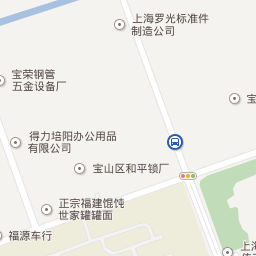 上海罗光标准件
制造公司
宝荣钢管
五金设备厂
宝
得力培阳办公用品
有限公司
宝山区和平锁厂
正宗福建馄饨
世家罐罐面
福源车行
上海